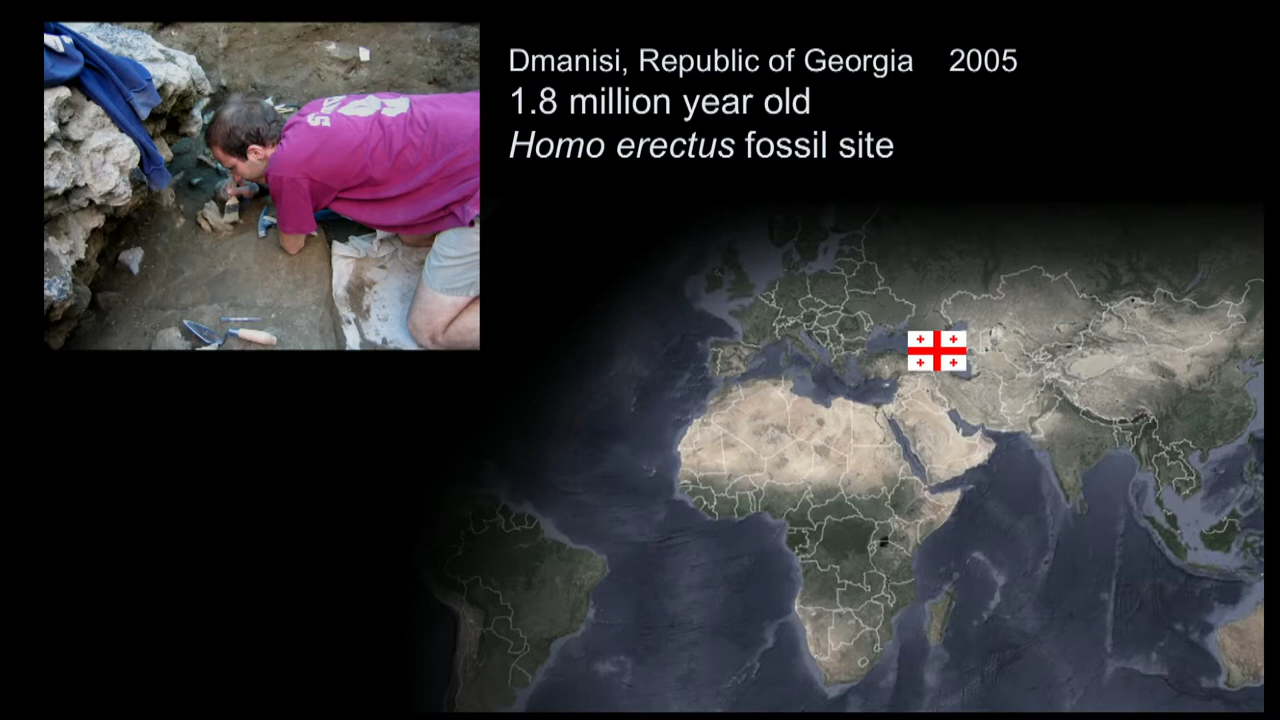 Dmanisi, Republic of Georgia 2005
1.8 million year old
Homo erectus fossil site